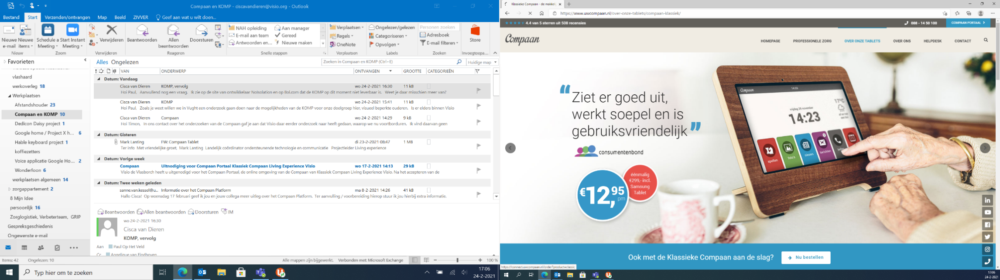 Compaan en KOMP - ciscavandieren@visio.org - Outlook
Bestand Start Verzenden/ontvangen Map Beeld ZIVVER Geef aan wat u wilt doen...
Nieuwe e-mail
Nieuwe items
Nieuw
Schedule a Meeting
Start Instant Meeting
Zoom
Verwijderen
Verwijderen
Beantwoorden
Allen beantwoorden
Doorsturen
Reageren
NAH opleiding
E-mail aan team
Antwoorden en...
Aan manager
Gereed
Nieuwe maken
Snelle stappen
Verplaatsen
Regels
OneNote
Verplaatsen
Ongelezen/gelezen
Categoriseren
Opvolgen
Labels
Personen zoeken
Adresboek
E-mail filteren
Zoeken
Store
Invoegtoepa...
Favorieten
vlashaard
werkoverleg 18
Werkplaatsen
Afstandshouder 23
Compaan en KOMP 10
Dedicon Daisy project 1
Google home / Project X h... 6
Hable keyboard project 1
koffiezetters
Voice applicatie Google Ho... 2
Wonderfoon 6
werkplaatsen algemeen 14
zorgappartement 2
8 Mijn Idee
persoonlijk 16
Zorglogistiek, Verbeterteam, GRIP
Gespreksgeschiedenis
Ongewenste e-mail
Alles Ongelezen
Zoeken in Compaan en KOMP (Ctrl+E)
Huidige map
VAN ONDERWERP ONTVANGEN GROOTTE CATEGORIEËN
Datum: Vandaag
Cisca van Dieren KOMP, vervolg wo 24-2-2021 16:30 11 kB
Hoi Paul, Aanvullend nog een vraag. Ik zie op de site van ontwikkelaar NoIsolation en op Bol.com dat de KOMP op dit moment niet leverbaar is. Weet je daar misschien meer van?
Cisca van Dieren KOMP wo 24-2-2021 15:41 11 kB
Hoi Paul, Zoals je weet willen we in Vught een onderzoek gaan doen naar de mogelijkheden van de KOMP voor onze doelgroep hier, visueel beperkte ouderen. Is er elders binnen Visio
Cisca van Dieren Compaan wo 24-2-2021 14:29 9 kB
Hoi Timon, In ons contact over het onderzoeken van de Compaan gaf je aan dat Visio daar eerder onderzoek naar heeft gedaan, waarop we nu voortborduren. Ik vind daarvan geen
Datum: Gisteren
Mark Lanting FW: Compaan Tablet di 23-2-2021 08:47 1 MB
Ter info Met vriendelijke groet, Mark Lanting Landelijk coördinator ondersteunende technologie en communicatie Projectleider Living experience
Datum: Vorige week
Compaan Uitnodiging voor Compaan Portaal Klassiek Compaan Living Experience Visio wo 17-2-2021 14:13 29 kB
Visio de Vlasborch heeft u uitgenodigd voor het Compaan Portaal, de online omgeving van de Compaan van Klassiek Compaan Living Experience Visio. Na het accepteren van de
Datum: Twee weken geleden
sanne.van.kessel@u... Informatie over het Compaan Platform ma 8-2-2021 14:26 41 kB
Hallo Cisca! Op woensdag 17 februari geef ik jou en jouw collega meer uitleg over het Compaan Platform. Ter aanvulling / voorbereiding hierop stuur ik jou hierbij extra informatie.
Beantwoorden Allen beantwoorden Doorsturen IM
wo 24-2-2021 16:30
Cisca van Dieren
KOMP, vervolg
Aan Paul Op Het Veld
Cc Angelique van Eindhoven
Items: 42 Ongelezen: 10
Alle mappen zijn bijgewerkt. Verbonden met: Microsoft Exchange 100 %
Typ hier om te zoeken
17:06
24-2-2021
Klassieke Compaan - de makkeli
https://www.uwcompaan.nl/over-onze-tablets/compaan-klassiek/
4.4 van 5 sterren uit 508 recensies
088 - 14 50 100
COMPAAN PORTAAL
Compaan
HOMEPAGE PROFESSIONELE ZORG OVER ONZE TABLETS OVER ONS HELPDESK CONTACT
“Ziet er goed uit,
werkt soepel en is
gebruiksvriendelijk”
consumentenbond
€12,95 pm
éénmalig
€299,- incl.
Samsung
Tablet
Compaan
14:23
vrijdag 29 november
14:23
17°C
spellen
foto's
nieuws
berichten
Ook met de Klassieke Compaan aan de slag?
Nu bestellen
https://connect.uwcompaan.nl/order?product=classic
17:06
24-2-2021